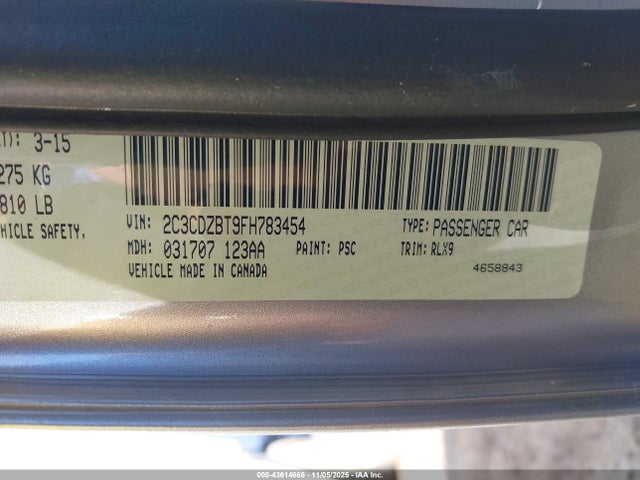 T): 3-15
275 KG
810 LB
EHICLE SAFETY,
VIN: 2C3CDZBT9FH783454 TYPE: PASSENGER CAR
MDH: 031707 123AA PAINT: PSC TRIM: RLX9
VEHICLE MADE IN CANADA 4658843
000-43614666 - 11/05/2025 - IAA Inc.